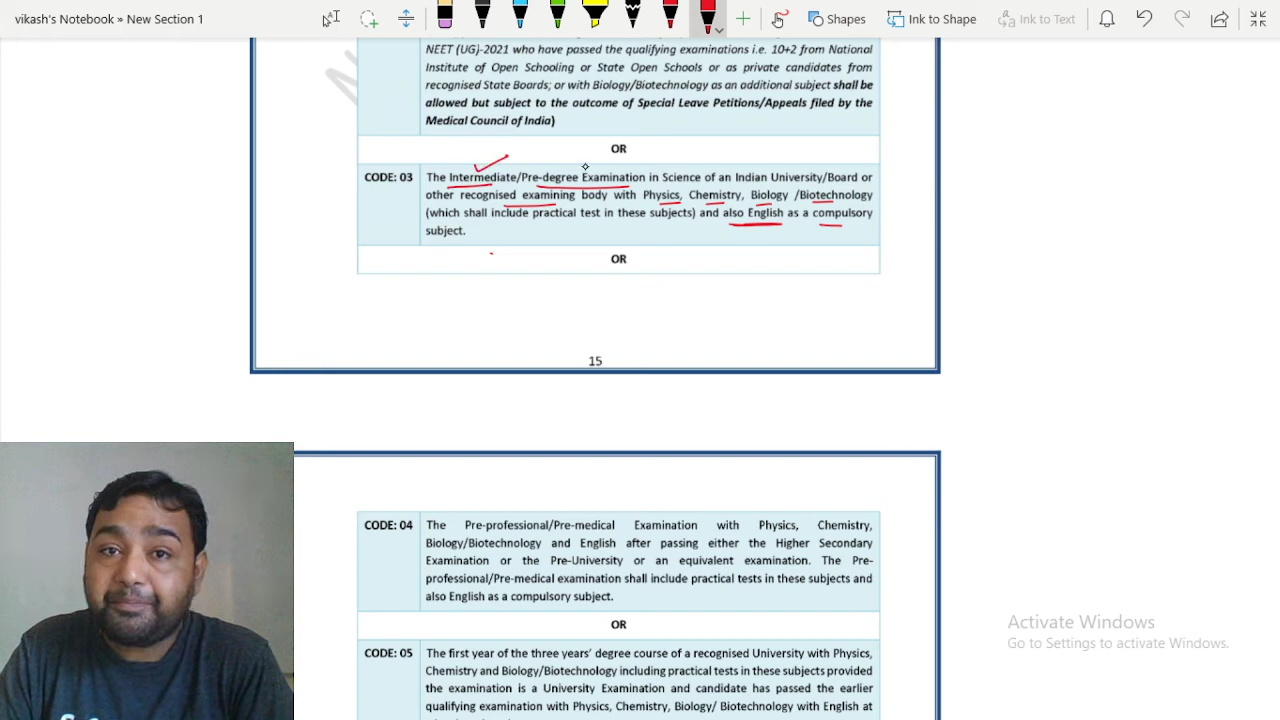 vikash's Notebook » New Section 1
Shapes
Ink to Shape
Ink to Text
NEET (UG)-2021 who have passed the qualifying examinations i.e. 10+2 from National
Institute of Open Schooling or State Open Schools or as private candidates from
recognised State Boards; or with Biology/Biotechnology as an additional subject shall be
allowed but subject to the outcome of Special Leave Petitions/Appeals filed by the
Medical Council of India)
OR
CODE: 03
The Intermediate/Pre-degree Examination in Science of an Indian University/Board or
other recognised examining body with Physics, Chemistry, Biology /Biotechnology
(which shall include practical test in these subjects) and also English as a compulsory
subject.
OR
15
CODE: 04
The Pre-professional/Pre-medical Examination with Physics, Chemistry,
Biology/Biotechnology and English after passing either the Higher Secondary
Examination or the Pre-University or an equivalent examination. The Pre-
professional/Pre-medical examination shall include practical tests in these subjects and
also English as a compulsory subject.
OR
CODE: 05
The first year of the three years' degree course of a recognised University with Physics,
Chemistry and Biology/Biotechnology including practical tests in these subjects provided
the examination is a University Examination and candidate has passed the earlier
qualifying examination with Physics, Chemistry, Biology/ Biotechnology with English at
Activate Windows
Go to Settings to activate Windows.